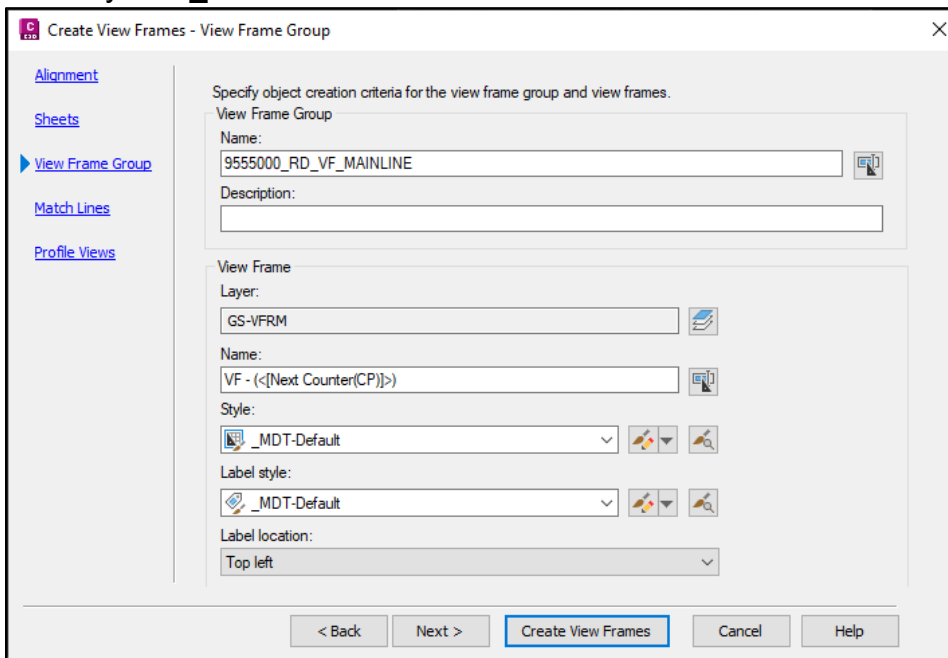 C
C3D
Create View Frames - View Frame Group
Alignment
Sheets
View Frame Group
Match Lines
Profile Views
Specify object creation criteria for the view frame group and view frames.
View Frame Group
Name:
9555000_RD_VF_MAINLINE
Description:
View Frame
Layer:
GS-VFRM
Name:
VF - (<[Next Counter(CP)]>)
Style:
_MDT-Default
Label style:
_MDT-Default
Label location:
Top left
< Back Next > Create View Frames Cancel Help